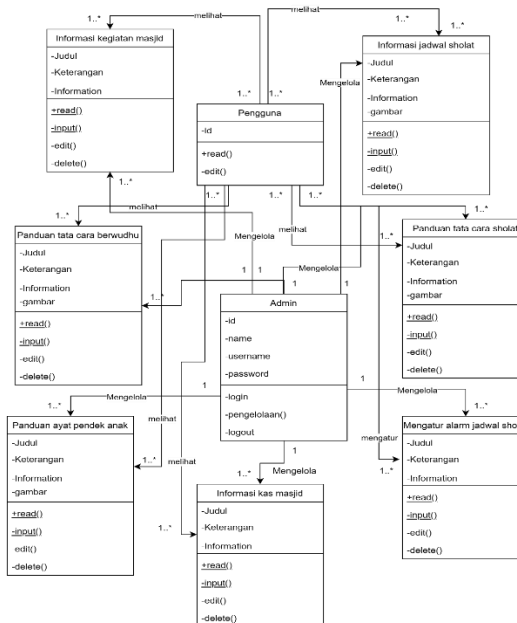 1..*
melihat
melihat
1..*
Informasi kegiatan masjid
-Judul
-Keterangan
-Information
+read()
-input()
-edit()
-delete()
1..*
Informasi jadwal sholat
-Judul
-Keterangan
-Information
-gambar
+read()
-input()
-edit()
-delete()
1..*
Mengelola
1..*
1..*
Pengguna
-Id
+read()
-edit()
1..*
1..*
1..*
1..*
melihat
1..*
Mengelola
melihat
1..*
1..*
Panduan tata cara berwudhu
-Judul
-Keterangan
-Information
-gambar
+read()
-input()
-edit()
-delete()
1..*
Panduan tata cara sholat
-Judul
-Keterangan
-Information
-gambar
+read()
-input()
-edit()
-delete()
1
1
Mengelola
1
1
Admin
-id
-name
-username
-password
-login
-pengelolaan()
-logout
1
Mengelola
1..*
1
Mengelola
1..*
Panduan ayat pendek anak
-Judul
-Keterangan
-Information
-gambar
+read()
-input()
edit()
-delete()
melihat
1..*
melihat
1..*
1
Mengelola
1..*
mengatur
1..*
Mengatur alarm jadwal sho
-Judul
-Keterangan
-Information
+read()
-input()
-edit()
-delete()
Informasi kas masjid
-Judul
-Keterangan
-Information
+read()
-input()
-edit()
-delete()